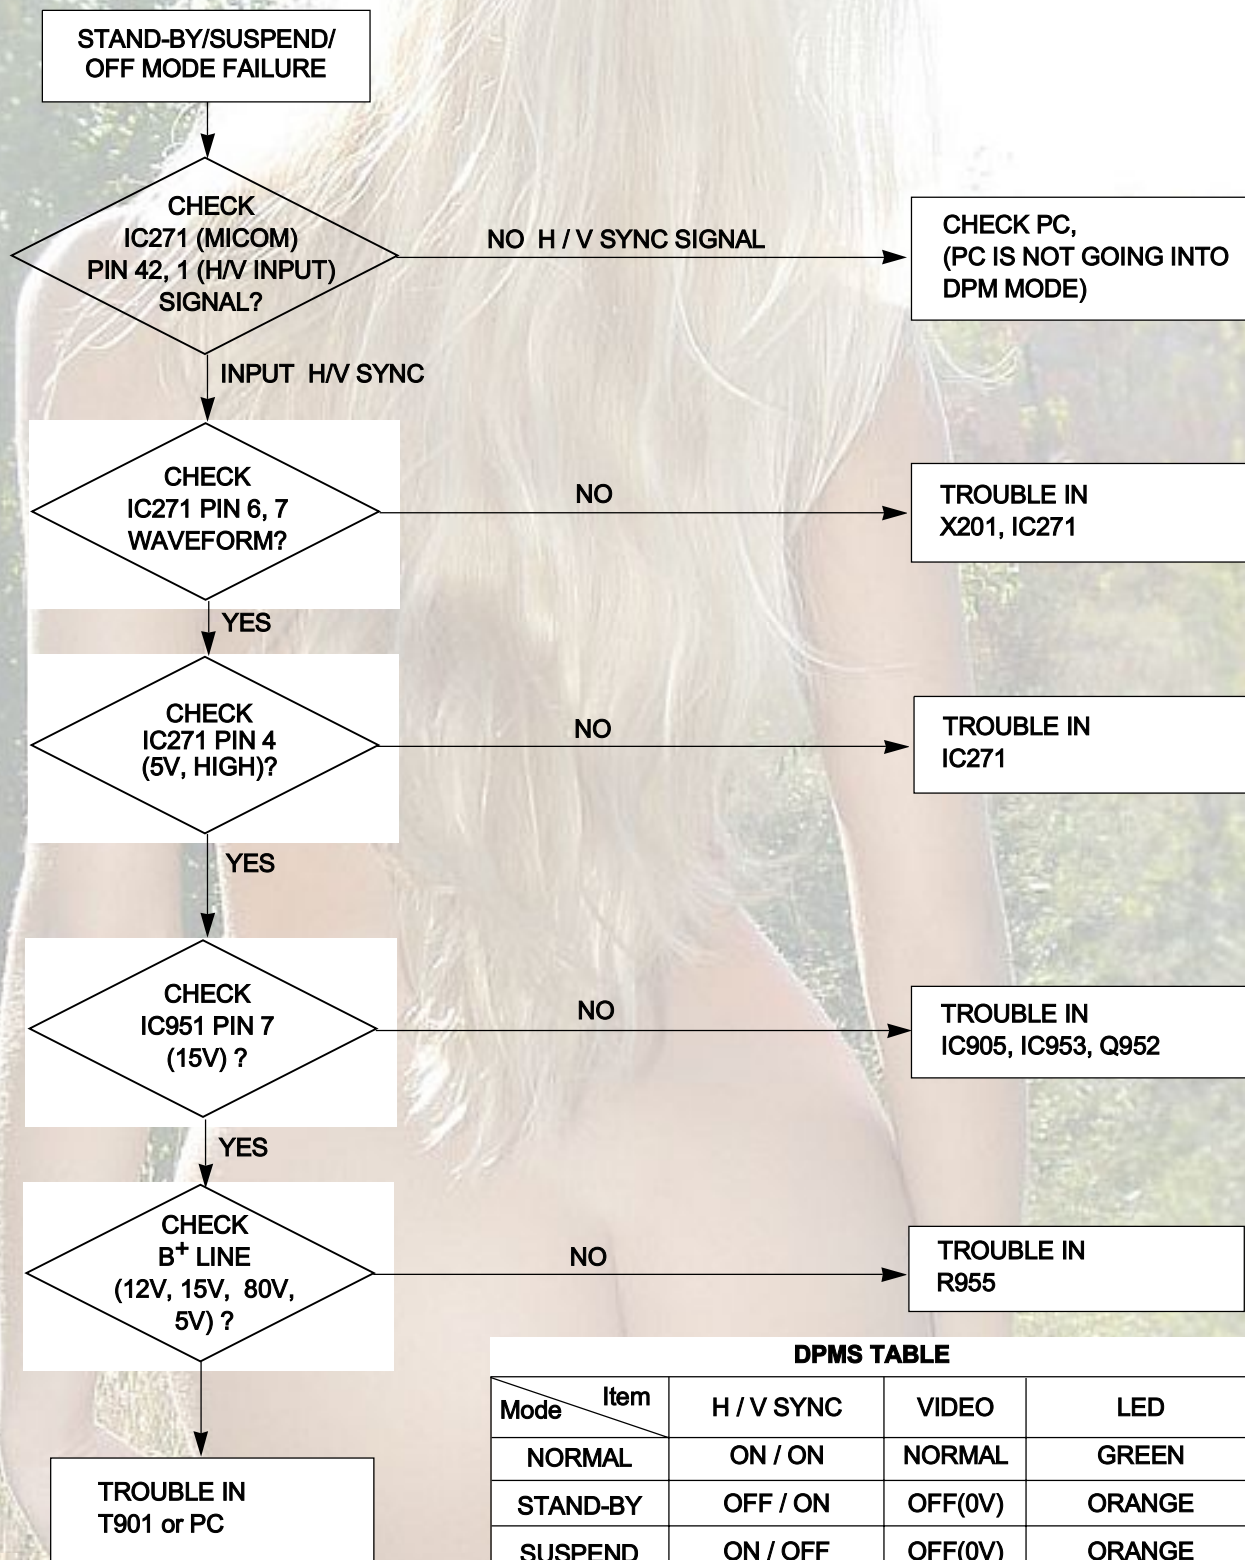 STAND-BY/SUSPEND/
OFF MODE FAILURE
CHECK
IC271 (MICOM)
PIN 42, 1 (H/V INPUT)
SIGNAL?
NO H / V SYNC SIGNAL
CHECK PC,
(PC IS NOT GOING INTO
DPM MODE)
INPUT H/V SYNC
CHECK
IC271 PIN 6, 7
WAVEFORM?
NO
TROUBLE IN
X201, IC271
YES
CHECK
IC271 PIN 4
(5V, HIGH)?
NO
TROUBLE IN
IC271
YES
CHECK
IC951 PIN 7
(15V) ?
NO
TROUBLE IN
IC905, IC953, Q952
YES
CHECK
B+ LINE
(12V, 15V, 80V,
5V) ?
NO
TROUBLE IN
R955
TROUBLE IN
T901 or PC
DPMS TABLE
Mode Item H / V SYNC VIDEO LED
NORMAL ON / ON NORMAL GREEN
STAND-BY OFF / ON OFF(0V) ORANGE
SUSPEND ON / OFF OFF(0V) ORANGE